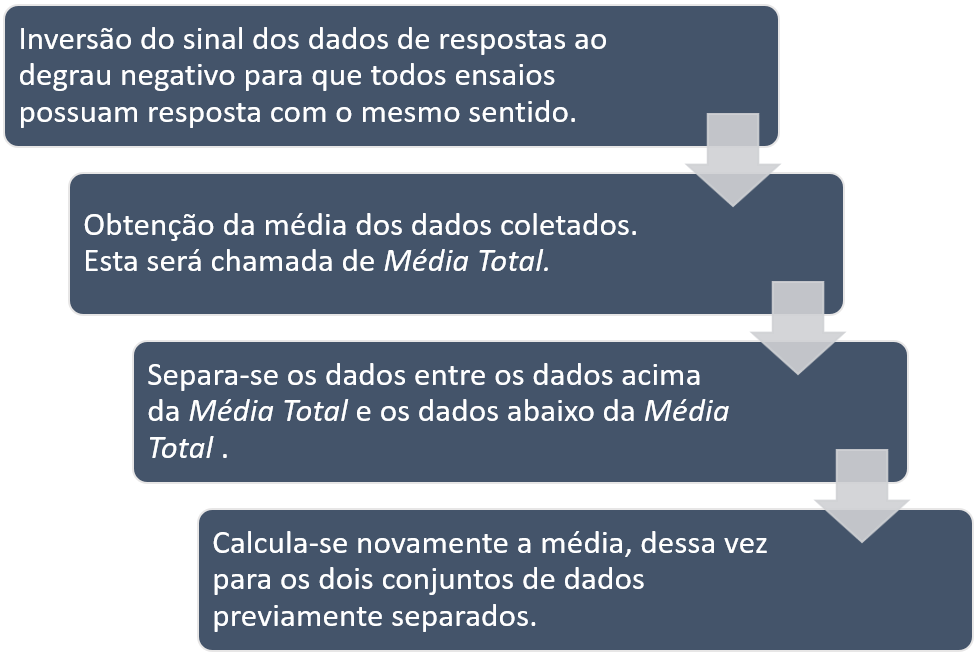 Inversão do sinal dos dados de respostas ao
degrau negativo para que todos ensaios
possuam resposta com o mesmo sentido.
Obtenção da média dos dados coletados.
Esta será chamada de Média Total.
Separa-se os dados entre os dados acima
da Média Total e os dados abaixo da Média
Total .
Calcula-se novamente a média, dessa vez
para os dois conjuntos de dados
previamente separados.